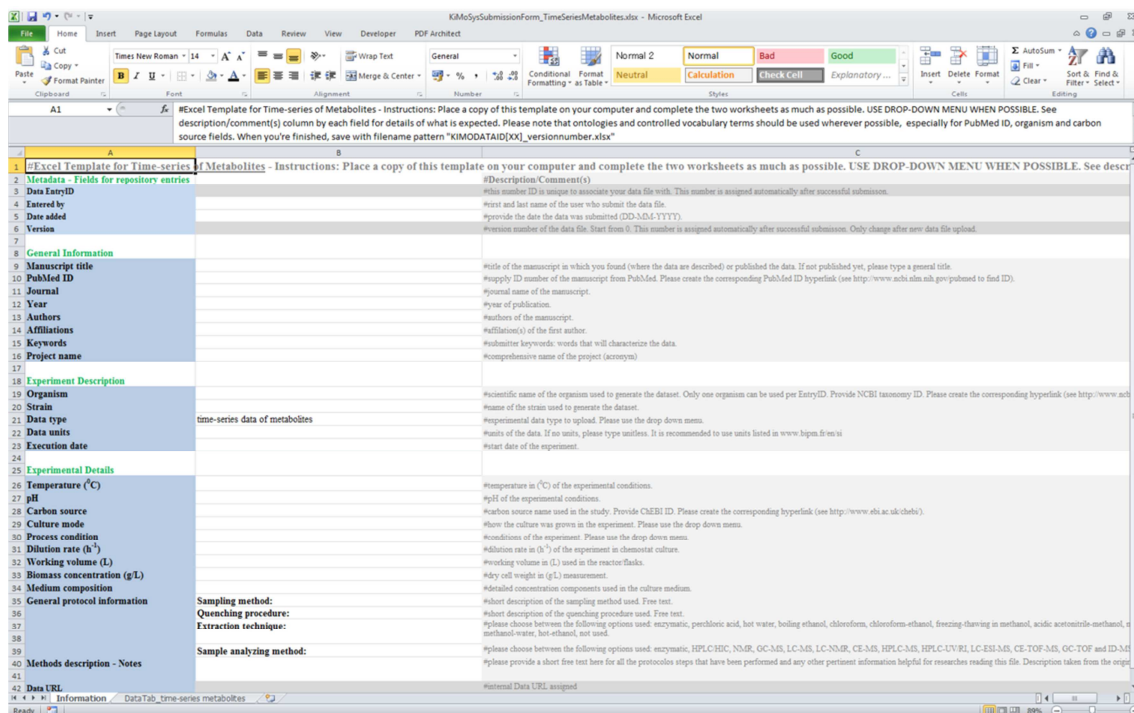 KiMoSysSubmissionForm_TimeSeriesMetabolites.xlsx - Microsoft Excel
File Home Insert Page Layout Formulas Data Review View Developer PDF Architect
Cut
Copy
Format Painter
Paste
Clipboard
Times New Roman 14
Font
Wrap Text
Merge & Center
Alignment
General
Number
Conditional Formatting
Format as Table
Normal 2 Normal Bad Good
Neutral Calculation Check Cell Explanatory ...
Styles
Insert Delete Format
Cells
AutoSum
Fill
Clear
Sort & Filter
Find & Select
Editing
A1 fx #Excel Template for Time-series of Metabolites - Instructions: Place a copy of this template on your computer and complete the two worksheets as much as possible. USE DROP-DOWN MENU WHEN POSSIBLE. See
description/comment(s) column by each field for details of what is expected. Please note that ontologies and controlled vocabulary terms should be used wherever possible, especially for PubMed ID, organism and carbon
source fields. When you're finished, save with filename pattern "KIMODATAID[XX]_versionnumber.xlsx"
A B C
1 #Excel Template for Time-series of Metabolites - Instructions: Place a copy of this template on your computer and complete the two worksheets as much as possible. USE DROP-DOWN MENU WHEN POSSIBLE. See descr
2 Metadata - Fields for repository entries #Description/Comment(s)
3 Data EntryID #this number ID is unique to associate your data file with. This number is assigned automatically after successful submisson.
4 Entered by #first and last name of the user who submit the data file.
5 Date added #provide the date the data was submitted (DD-MM-YYYY).
6 Version #version number of the data file. Start from 0. This number is assigned automatically after successful submisson. Only change after new data file upload.
7
8 General Information
9 Manuscript title #title of the manuscript in which you found (where the data are described) or published the data. If not published yet, please type a general title.
10 PubMed ID #supply ID number of the manuscript from PubMed. Please create the corresponding PubMed ID hyperlink (see http://www.ncbi.nlm.nih.gov/pubmed to find ID).
11 Journal #journal name of the manuscript.
12 Year #year of publication.
13 Authors #authors of the manuscript.
14 Affiliations #affilation(s) of the first author.
15 Keywords #submitter keywords: words that will characterize the data.
16 Project name #comprehensive name of the project (acronym)
17
18 Experiment Description
19 Organism #scientific name of the organism used to generate the dataset. Only one organism can be used per EntryID. Provide NCBI taxonomy ID. Please create the corresponding hyperlink (see http://www.ncb
20 Strain #name of the strain used to generate the dataset.
21 Data type time-series data of metabolites #experimental data type to upload. Please use the drop down menu.
22 Data units #units of the data. If no units, please type unitless. It is recommended to use units listed in www.bipm.fr/en/si
23 Execution date #start date of the experiment.
24
25 Experimental Details
26 Temperature (⁰C) #temperature in (⁰C) of the experimental conditions.
27 pH #pH of the experimental conditions.
28 Carbon source #carbon source name used in the study. Provide ChEBI ID. Please create the corresponding hyperlink (see http://www.ebi.ac.uk/chebi/).
29 Culture mode #how the culture was grown in the experiment. Please use the drop down menu.
30 Process condition #conditions of the experiment. Please use the drop down menu.
31 Dilution rate (h⁻¹) #dilution rate in (h⁻¹) of the experiment in chemostat culture.
32 Working volume (L) #working volume in (L) used in the reactor/flasks.
33 Biomass concentration (g/L) #dry cell weight in (g/L) measurement.
34 Medium composition #detailed concentration components used in the culture medium.
35 General protocol information Sampling method: #short description of the sampling method used. Free text.
36 Quenching procedure: #short description of the quenching procedure used. Free text.
37 Extraction technique: #please choose between the following options used: enzymatic, perchloric acid, hot water, boiling ethanol, chloroform, chloroform-ethanol, freezing-thawing in methanol, acidic acetonitrile-methanol, m
38 methanol-water, hot-ethanol, not used.
39 Sample analyzing method: #please choose between the following options used: enzymatic, HPLC/HIC, NMR, GC-MS, LC-MS, LC-NMR, CE-MS, HPLC-MS, HPLC-UV/RI, LC-ESI-MS, CE-TOF-MS, GC-TOF and ID-MS
40 Methods description - Notes #please provide a short free text here for all the protocolos steps that have been performed and any other pertinent information helpful for researches reading this file. Description taken from the origin
41
42 Data URL #internal Data URL assigned
Information DataTab_time-series metabolites
Ready 89%